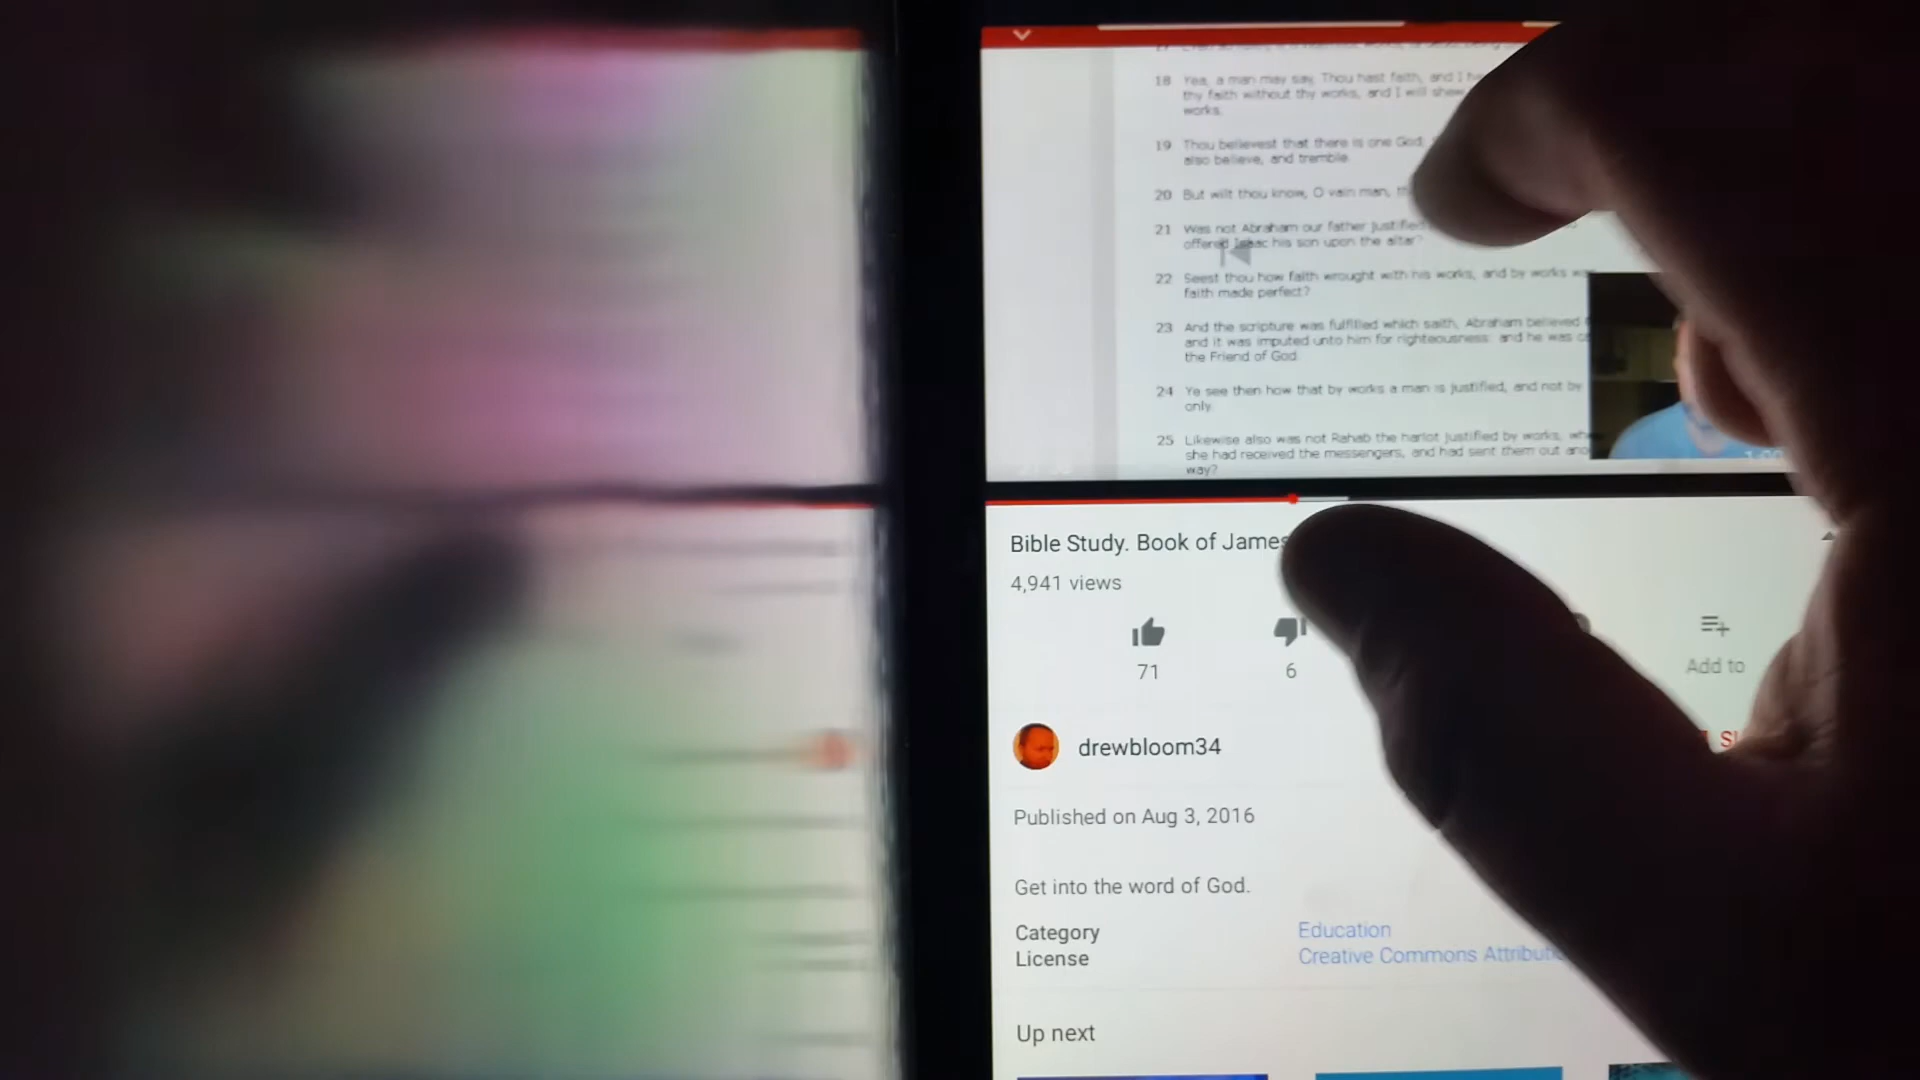 18 Yea, a man may say, Thou hast faith, and I
thy faith without thy works, and I will shew
works.
19 Thou believest that there is one God;
also believe, and tremble.
20 But wilt thou know, O vain man,
21 Was not Abraham our father justified
offered Isaac his son upon the altar?
22 Seest thou how faith wrought with his works, and by works
faith made perfect?
23 And the scripture was fulfilled which saith, Abraham believed
and it was imputed unto him for righteousness: and he was
the Friend of God.
24 Ye see then how that by works a man is justified, and not by
only.
25 Likewise also was not Rahab the harlot justified by works,
she had received the messengers, and had sent them out
way?
Bible Study. Book of James
4,941 views
71
6
Add to
drewbloom34
Published on Aug 3, 2016
Get into the word of God.
Category Education
License Creative Commons
Up next